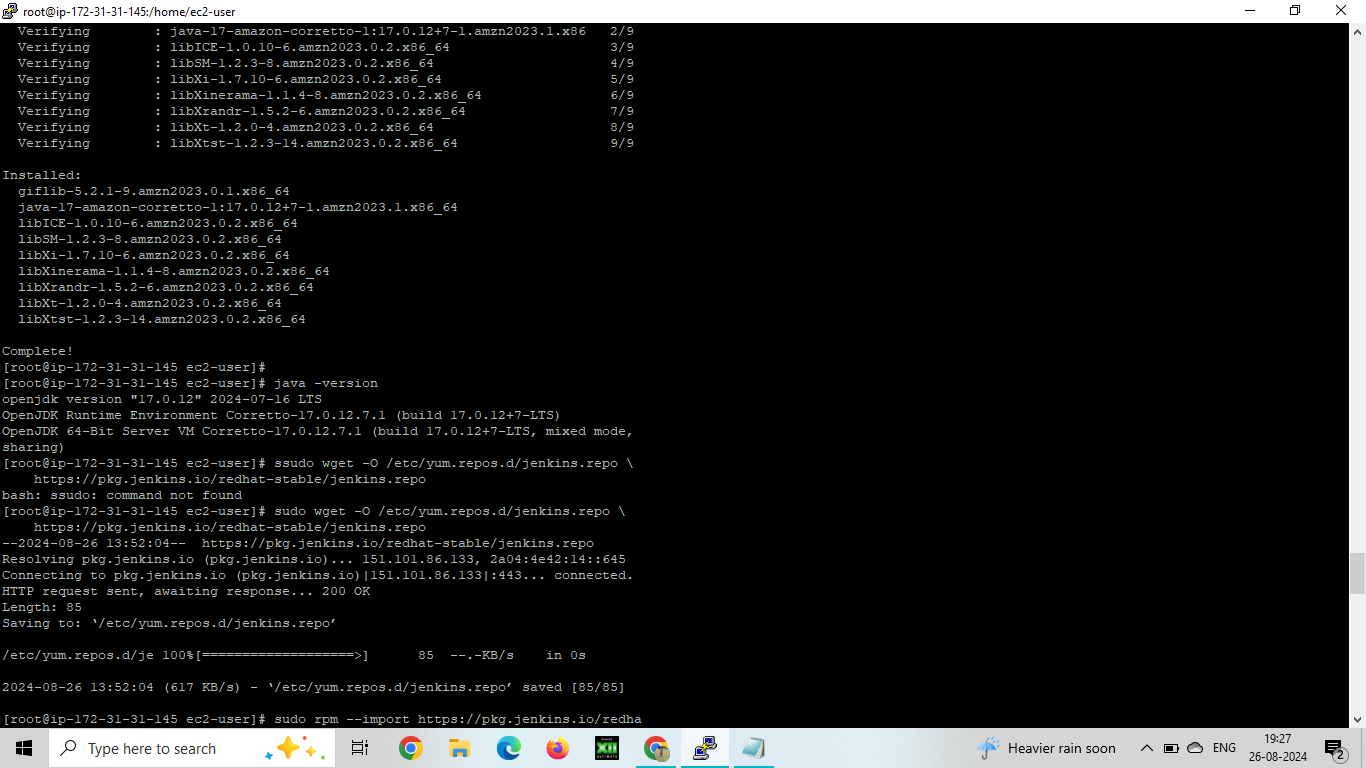 root@ip-172-31-31-145:/home/ec2-user
  Verifying        : java-17-amazon-corretto-1:17.0.12+7-1.amzn2023.1.x86   2/9
  Verifying        : libICE-1.0.10-6.amzn2023.0.2.x86_64                    3/9
  Verifying        : libSM-1.2.3-8.amzn2023.0.2.x86_64                      4/9
  Verifying        : libXi-1.7.10-6.amzn2023.0.2.x86_64                     5/9
  Verifying        : libXinerama-1.1.4-8.amzn2023.0.2.x86_64                6/9
  Verifying        : libXrandr-1.5.2-6.amzn2023.0.2.x86_64                  7/9
  Verifying        : libXt-1.2.0-4.amzn2023.0.2.x86_64                      8/9
  Verifying        : libXtst-1.2.3-14.amzn2023.0.2.x86_64                   9/9
Installed:
  giflib-5.2.1-9.amzn2023.0.1.x86_64
  java-17-amazon-corretto-1:17.0.12+7-1.amzn2023.1.x86_64
  libICE-1.0.10-6.amzn2023.0.2.x86_64
  libSM-1.2.3-8.amzn2023.0.2.x86_64
  libXi-1.7.10-6.amzn2023.0.2.x86_64
  libXinerama-1.1.4-8.amzn2023.0.2.x86_64
  libXrandr-1.5.2-6.amzn2023.0.2.x86_64
  libXt-1.2.0-4.amzn2023.0.2.x86_64
  libXtst-1.2.3-14.amzn2023.0.2.x86_64
Complete!
[root@ip-172-31-31-145 ec2-user]#
[root@ip-172-31-31-145 ec2-user]# java -version
openjdk version "17.0.12" 2024-07-16 LTS
OpenJDK Runtime Environment Corretto-17.0.12.7.1 (build 17.0.12+7-LTS)
OpenJDK 64-Bit Server VM Corretto-17.0.12.7.1 (build 17.0.12+7-LTS, mixed mode,
sharing)
[root@ip-172-31-31-145 ec2-user]# ssudo wget -O /etc/yum.repos.d/jenkins.repo \
    https://pkg.jenkins.io/redhat-stable/jenkins.repo
bash: ssudo: command not found
[root@ip-172-31-31-145 ec2-user]# sudo wget -O /etc/yum.repos.d/jenkins.repo \
    https://pkg.jenkins.io/redhat-stable/jenkins.repo
--2024-08-26 13:52:04--  https://pkg.jenkins.io/redhat-stable/jenkins.repo
Resolving pkg.jenkins.io (pkg.jenkins.io)... 151.101.86.133, 2a04:4e42:14::645
Connecting to pkg.jenkins.io (pkg.jenkins.io)|151.101.86.133|:443... connected.
HTTP request sent, awaiting response... 200 OK
Length: 85
Saving to: ‘/etc/yum.repos.d/jenkins.repo’
/etc/yum.repos.d/je 100%[===================>]      85  --.-KB/s    in 0s
2024-08-26 13:52:04 (617 KB/s) - ‘/etc/yum.repos.d/jenkins.repo’ saved [85/85]
[root@ip-172-31-31-145 ec2-user]# sudo rpm --import https://pkg.jenkins.io/redha
Type here to search
XII
Heavier rain soon
ENG
19:27
26-08-2024
2